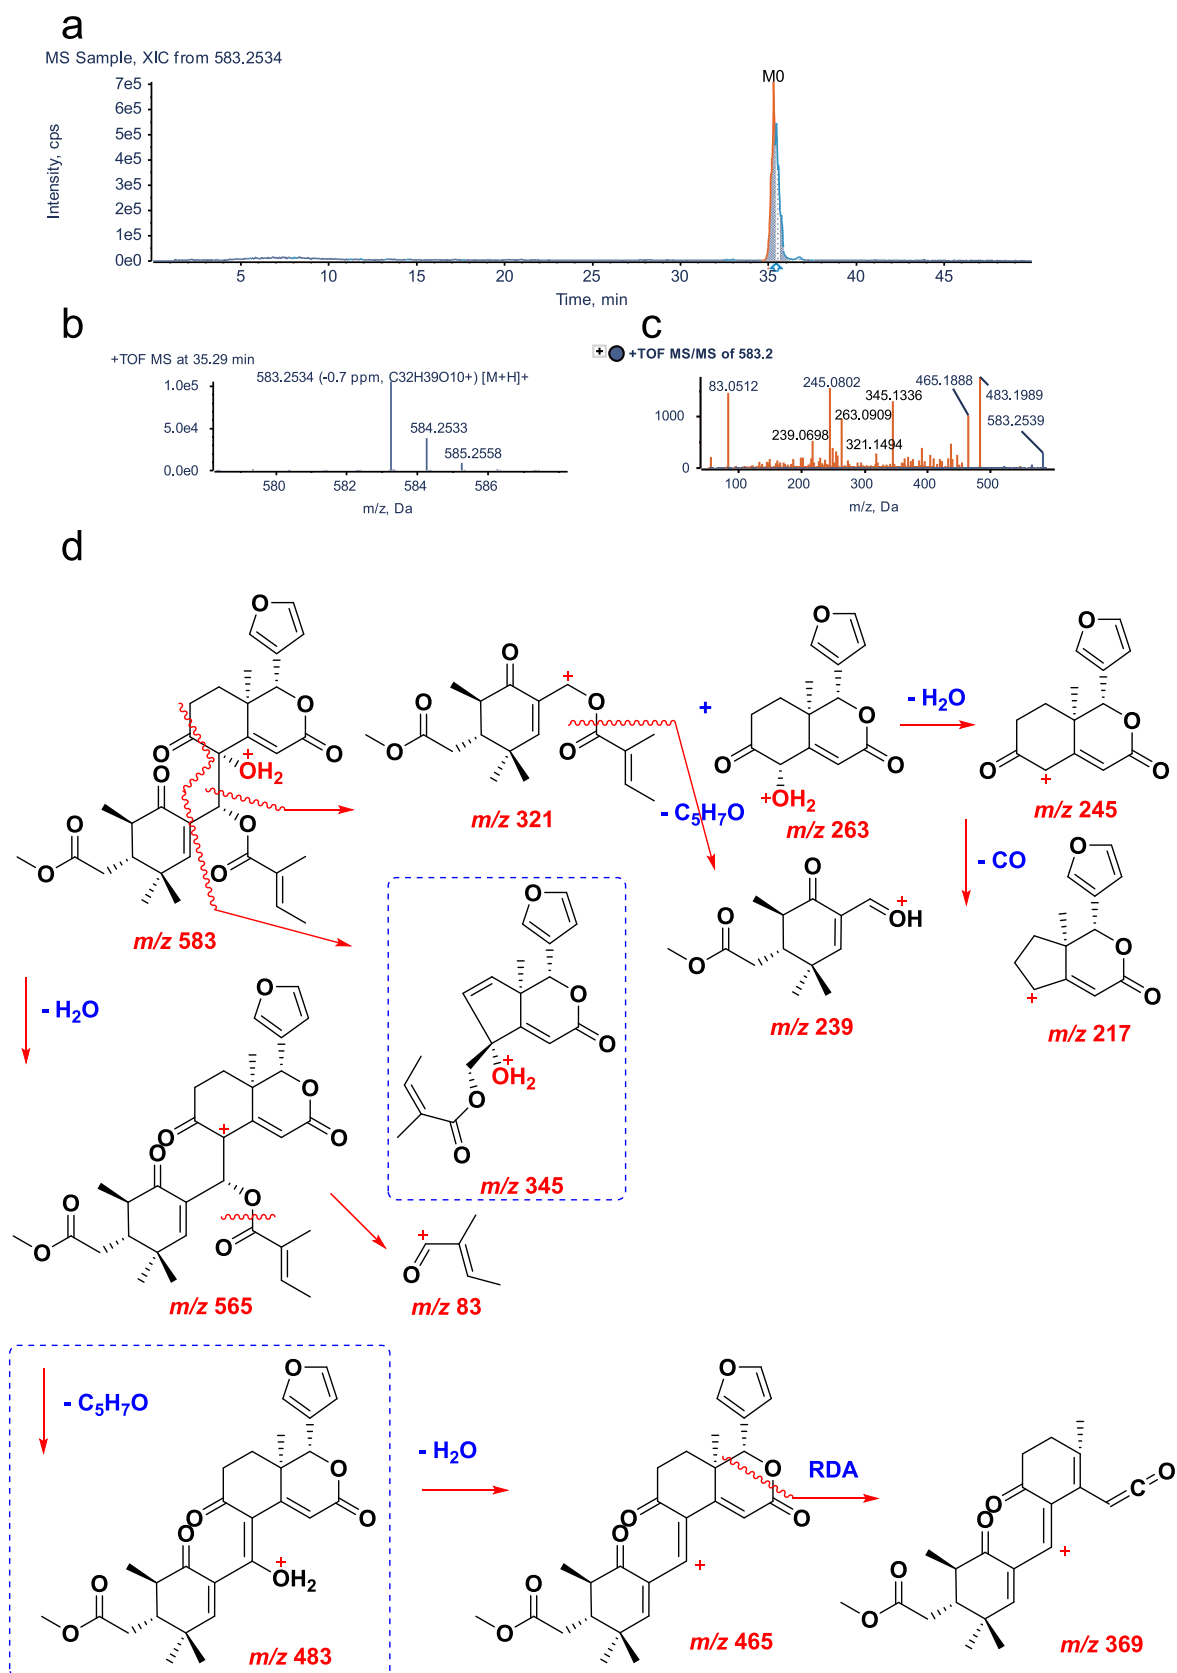 a
MS Sample, XIC from 583.2534
Intensity, cps
7e5
6e5
5e5
4e5
3e5
2e5
1e5
0e0
M0
5 10 15 20 25 30 35 40 45
Time, min
b
+TOF MS at 35.29 min
583.2534 (-0.7 ppm, C32H39O10+) [M+H]+
1.0e5
5.0e4
0.0e0
584.2533
585.2558
580 582 584 586
m/z, Da
c
+ +TOF MS/MS of 583.2
1000
0
83.0512
245.0802
345.1336
465.1888
483.1989
263.0909
583.2539
239.0698
321.1494
100 200 300 400 500
m/z, Da
d
O
O
O
O
O
+
OH2
O
O
O
O
m/z 583
O
+
O
O
O
O
m/z 321
+
O
O
O
O
+OH2
m/z 263
- H2O
O
O
O
O
+
m/z 245
- C5H7O
- CO
O
+
OH
O
O
m/z 239
O
O
O
+
m/z 217
- H2O
O
O
O
+
OH2
O
O
m/z 345
O
O
O
O
+
O
O
O
O
O
m/z 565
+
O
m/z 83
- C5H7O
O
O
O
O
O
+
OH2
O
O
m/z 483
- H2O
O
O
O
O
O
+
O
O
m/z 465
RDA
C
O
O
O
+
O
O
m/z 369